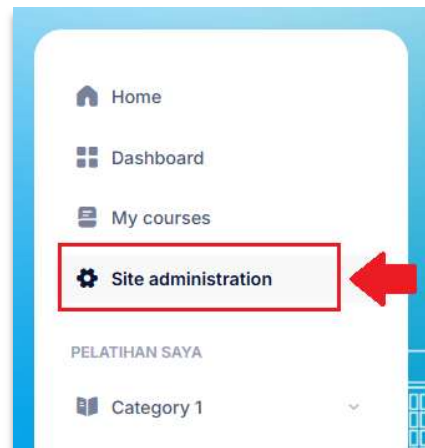 Home
Dashboard
My courses
Site administration
PELATIHAN SAYA
Category 1